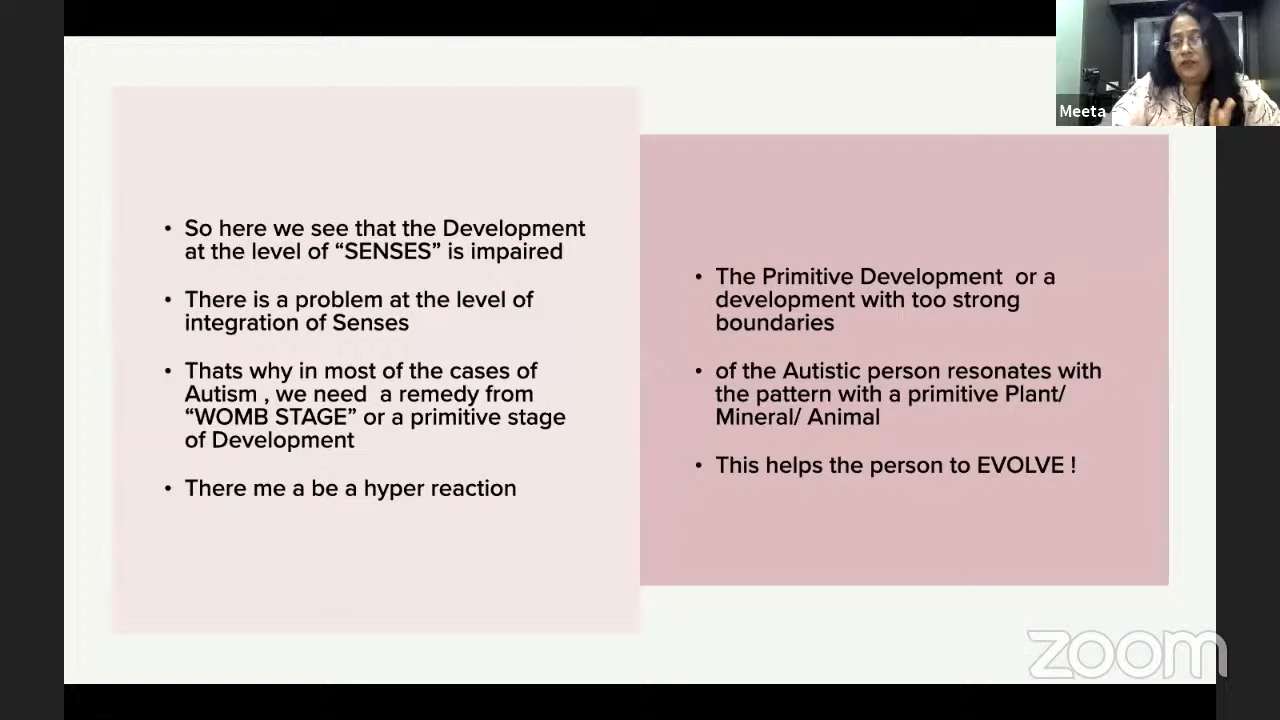 Meeta
• So here we see that the Development
at the level of “SENSES” is impaired
• There is a problem at the level of
integration of Senses
• Thats why in most of the cases of
Autism , we need  a remedy from
“WOMB STAGE” or a primitive stage
of Development
• There me a be a hyper reaction
• The Primitive Development  or a
development with too strong
boundaries
• of the Autistic person resonates with
the pattern with a primitive Plant/
Mineral/ Animal
• This helps the person to EVOLVE !
zoom